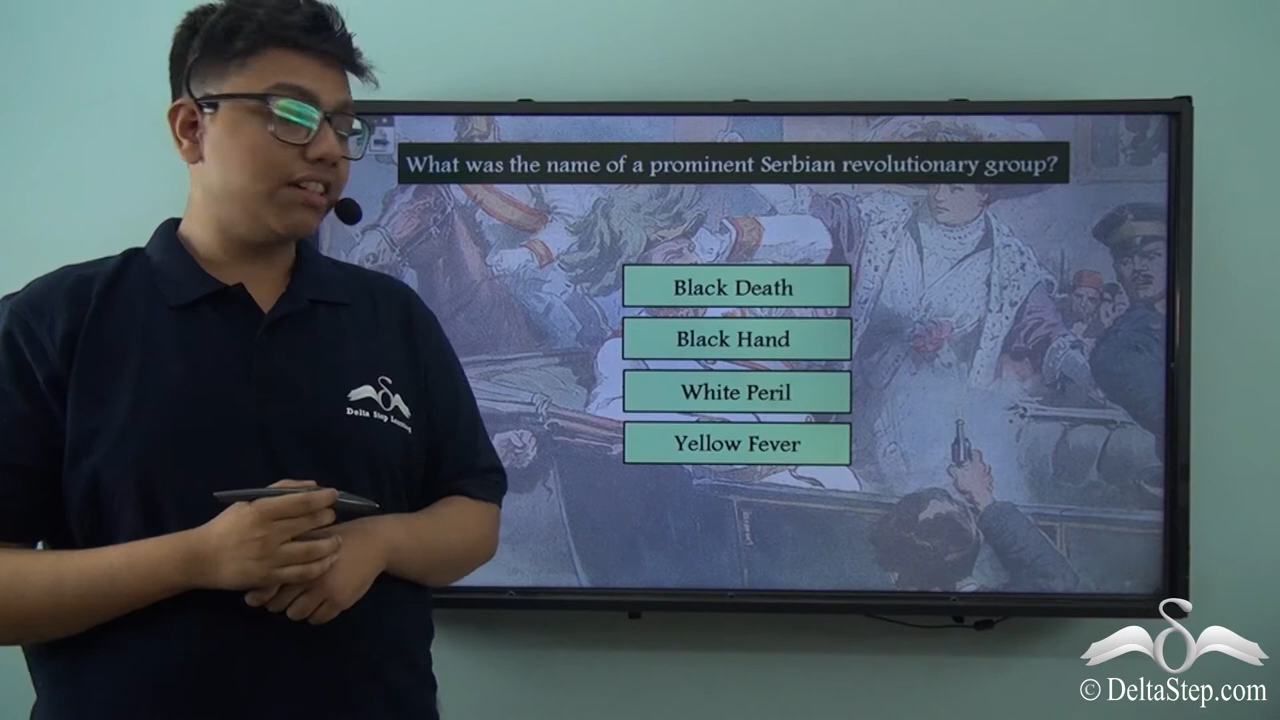 What was the name of a prominent Serbian revolutionary group?
Black Death
Black Hand
White Peril
Yellow Fever
Delta Step Learning
© DeltaStep.com